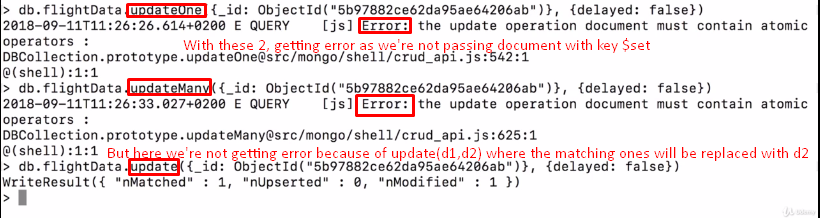 > db.flightData.updateOne({_id: ObjectId("5b97882ce62da95ae64206ab")}, {delayed: false})
2018-09-11T11:26:26.614+0200 E QUERY    [js] Error: the update operation document must contain atomic
operators :
With these 2, getting error as we're not passing document with key $set
DBCollection.prototype.updateOne@src/mongo/shell/crud_api.js:542:1
@(shell):1:1
> db.flightData.updateMany({_id: ObjectId("5b97882ce62da95ae64206ab")}, {delayed: false})
2018-09-11T11:26:33.027+0200 E QUERY    [js] Error: the update operation document must contain atomic
operators :
DBCollection.prototype.updateMany@src/mongo/shell/crud_api.js:625:1
@(shell):1:1
But here we're not getting error because of update(d1,d2) where the matching ones will be replaced with d2
> db.flightData.update({_id: ObjectId("5b97882ce62da95ae64206ab")}, {delayed: false})
WriteResult({ "nMatched" : 1, "nUpserted" : 0, "nModified" : 1 })
>
Udemy